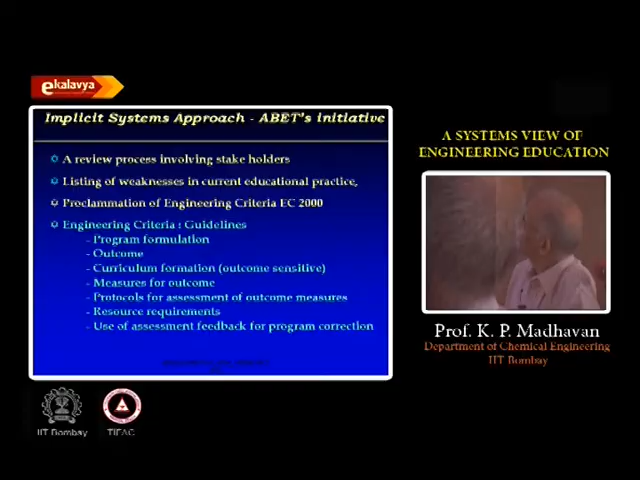 ekalavya
Implicit Systems Approach - ABET's initiative
A review process involving stake holders
Listing of weaknesses in current educational practice,
Proclammation of Engineering Criteria EC 2000
Engineering Criteria : Guidelines
- Program formulation
- Outcome
- Curriculum formation (outcome sensitive)
- Measures for outcome
- Protocols for assessment of outcome measures
- Resource requirements
- Use of assessment feedback for program correction
A SYSTEMS VIEW OF
ENGINEERING EDUCATION
Prof. K. P. Madhavan
Department of Chemical Engineering
IIT Bombay
IIT Bombay
TIFAC